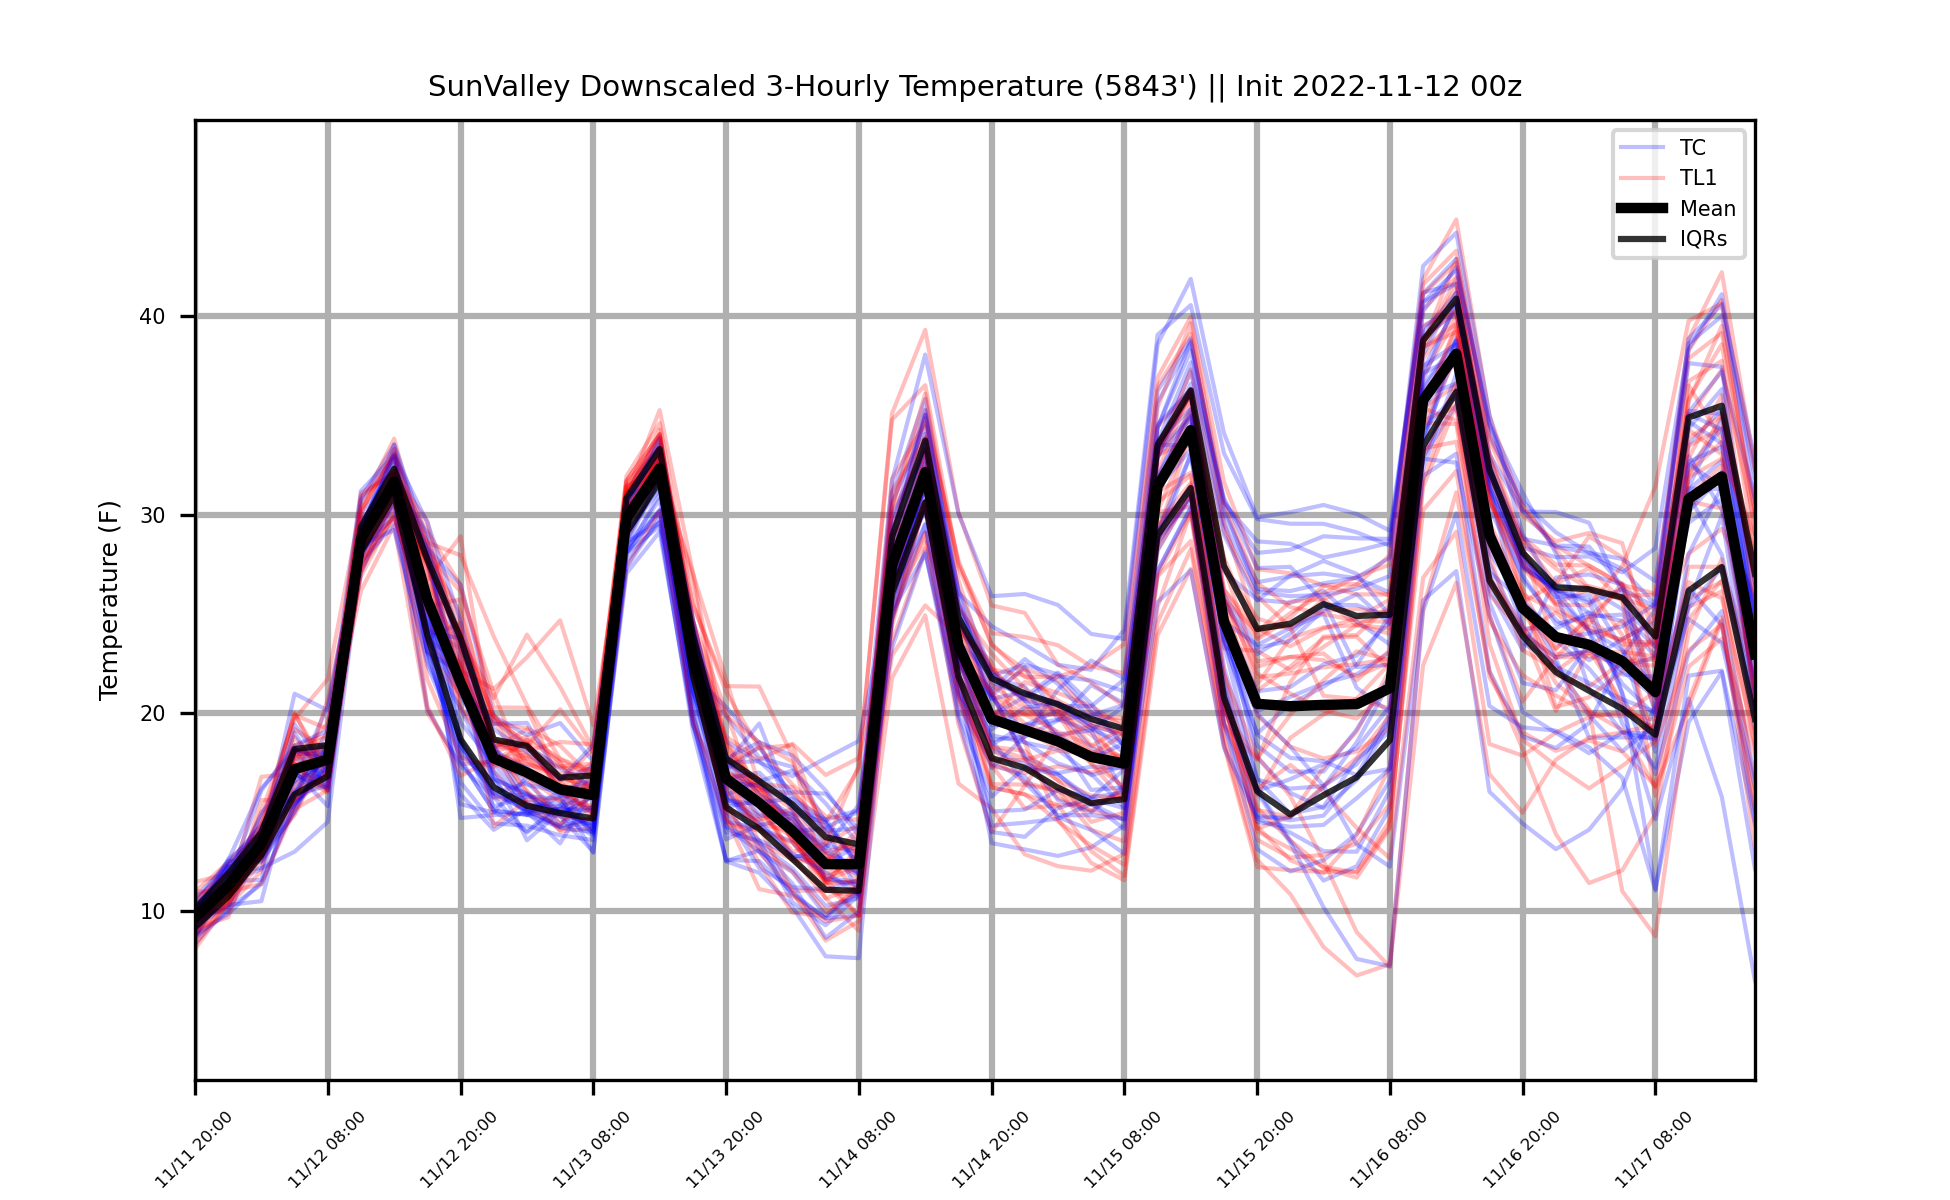 SunValley Downscaled 3-Hourly Temperature (5843') || Init 2022-11-12 00z
TC
TL1
Mean
IQRs
Temperature (F)
40
30
20
10
11/11 20:00
11/12 08:00
11/12 20:00
11/13 08:00
11/13 20:00
11/14 08:00
11/14 20:00
11/15 08:00
11/15 20:00
11/16 08:00
11/16 20:00
11/17 08:00